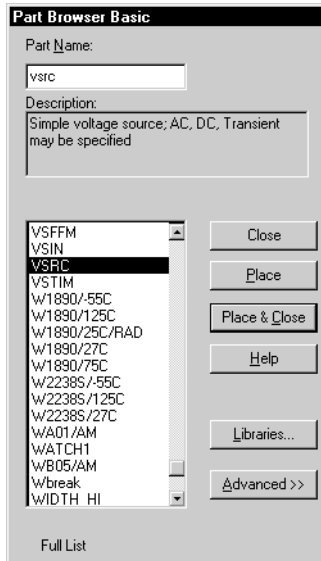 Part Browser Basic
Part Name:
vsrc
Description:
Simple voltage source; AC, DC, Transient
may be specified
VSFFM
VSIN
VSRC
VSTIM
W1890/-55C
W1890/125C
W1890/25C/RAD
W1890/27C
W1890/75C
W2238S/-55C
W2238S/125C
W2238S/27C
WA01/AM
WATCH1
WB05/AM
Wbreak
WIDTH_HI
Close
Place
Place & Close
Help
Libraries...
Advanced >>
Full List